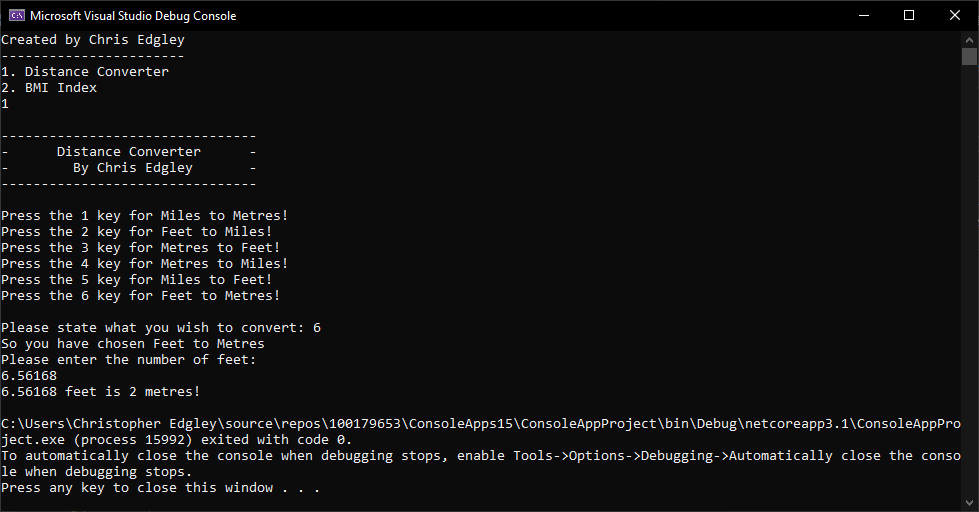 Microsoft Visual Studio Debug Console
Created by Chris Edgley
-----------------------
1. Distance Converter
2. BMI Index
1
--------------------------------
-      Distance Converter      -
-        By Chris Edgley       -
--------------------------------
Press the 1 key for Miles to Metres!
Press the 2 key for Feet to Miles!
Press the 3 key for Metres to Feet!
Press the 4 key for Metres to Miles!
Press the 5 key for Miles to Feet!
Press the 6 key for Feet to Metres!
Please state what you wish to convert: 6
So you have chosen Feet to Metres
Please enter the number of feet:
6.56168
6.56168 feet is 2 metres!
C:\Users\Christopher Edgley\source\repos\100179653\ConsoleApps15\ConsoleAppProject\bin\Debug\netcoreapp3.1\ConsoleAppPro
ject.exe (process 15992) exited with code 0.
To automatically close the console when debugging stops, enable Tools->Options->Debugging->Automatically close the conso
le when debugging stops.
Press any key to close this window . . .